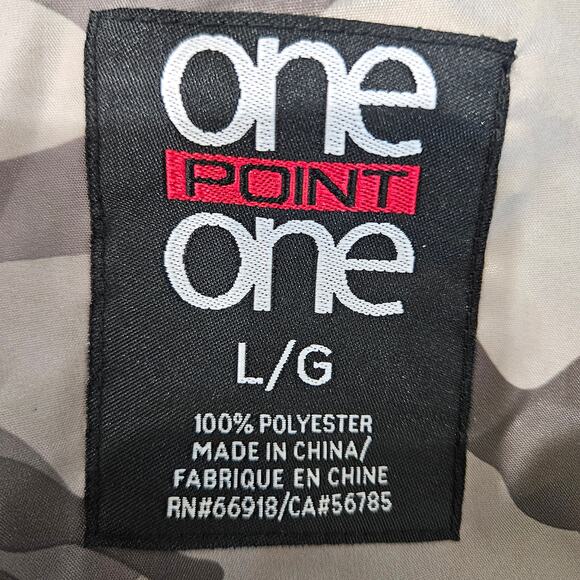 one
POINT
one
L/G
100% POLYESTER
MADE IN CHINA/
FABRIQUE EN CHINE
RN#66918/CA#56785